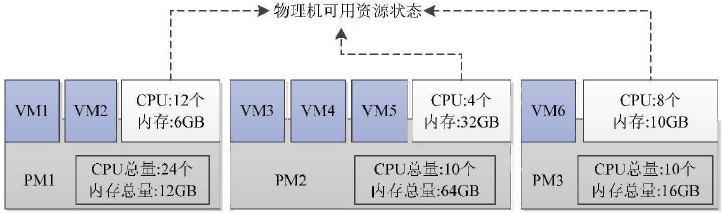 物理机可用资源状态
VM1
VM2
CPU:12个
内存:6GB
VM3
VM4
VM5
CPU:4个
内存:32GB
VM6
CPU:8个
内存:10GB
PM1
CPU总量:24个
内存总量:12GB
PM2
CPU总量:10个
内存总量:64GB
PM3
CPU总量:10个
内存总量:16GB